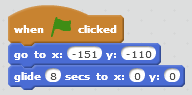 when clicked
go to x: -151 y: -110
glide 8 secs to x: 0 y: 0